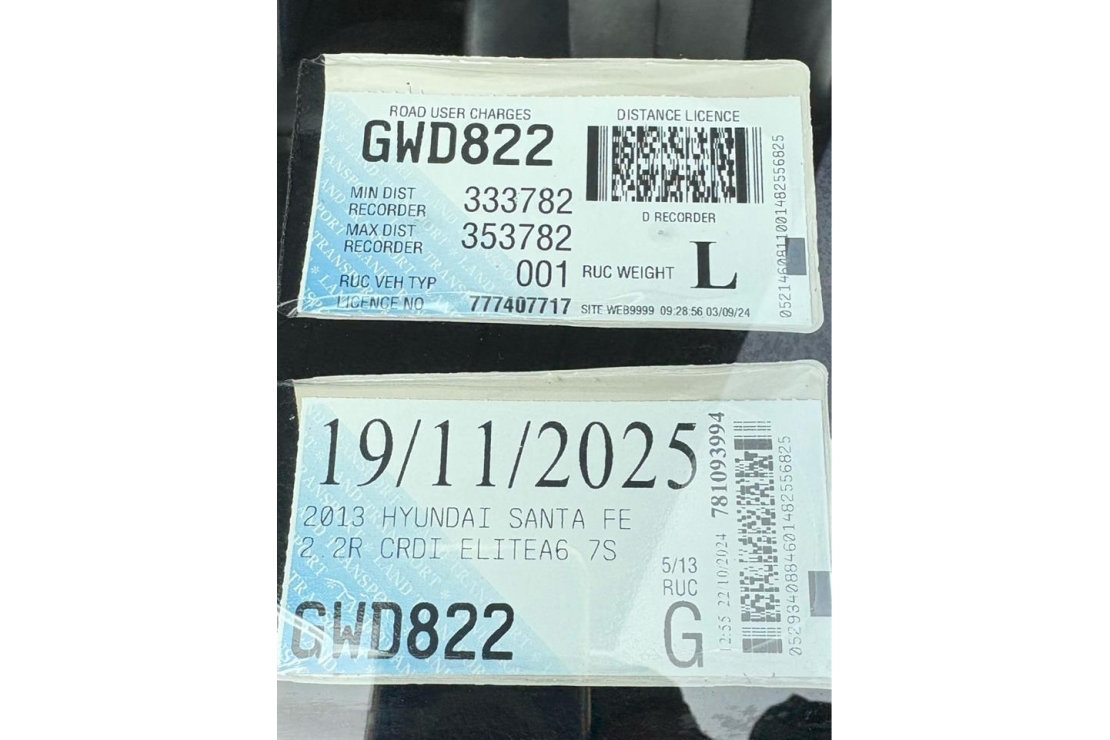 ROAD USER CHARGES
DISTANCE LICENCE
GWD822
MIN DIST
RECORDER 333782
MAX DIST
RECORDER 353782
RUC VEH TYP 001
LICENCE NO 777407717
D RECORDER
RUC WEIGHT L
SITE WEB9999 09:28:56 03/09/24
19/11/2025
2013 HYUNDAI SANTA FE
2.2R CRDI ELITEA6 7S
5/13
RUC
G
GWD822
12:55 22/10/2024 781093994
0529340884601482556825